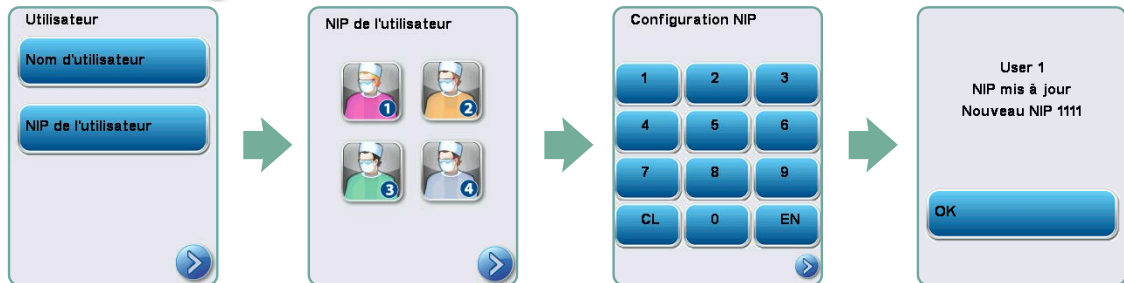 Utilisateur
Nom d'utilisateur
NIP de l'utilisateur
NIP de l'utilisateur
1
2
3
4
Configuration NIP
1 2 3
4 5 6
7 8 9
CL 0 EN
User 1
NIP mis à jour
Nouveau NIP 1111
OK